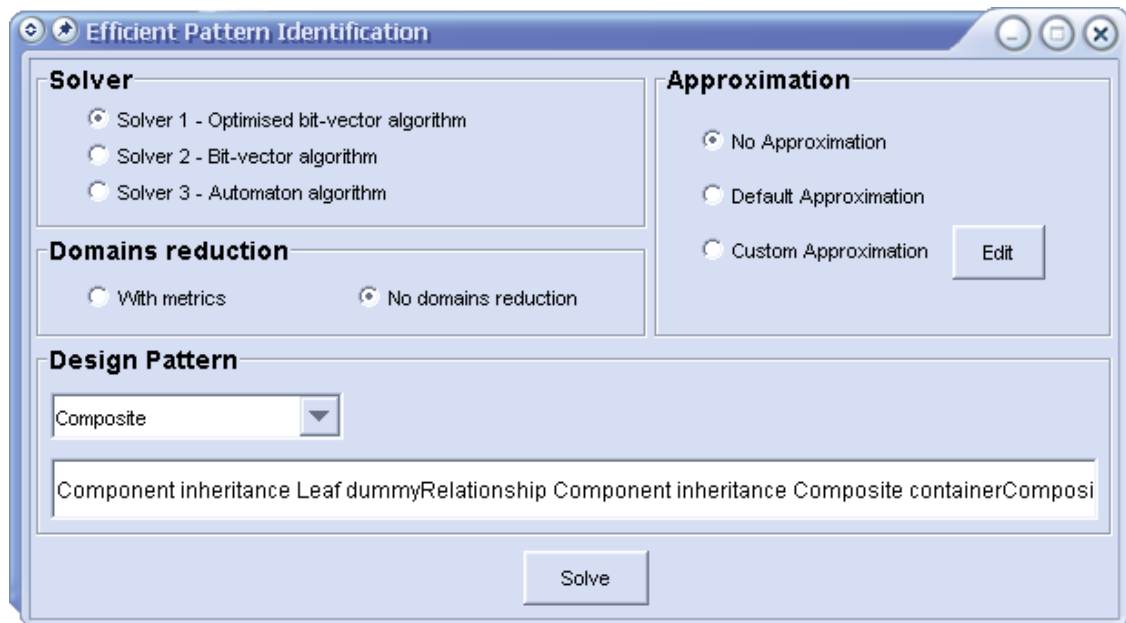 Efficient Pattern Identification
Solver
Solver 1 - Optimised bit-vector algorithm
Solver 2 - Bit-vector algorithm
Solver 3 - Automaton algorithm
Domains reduction
With metrics
No domains reduction
Approximation
No Approximation
Default Approximation
Custom Approximation
Edit
Design Pattern
Composite
Component inheritance Leaf dummyRelationship Component inheritance Composite containerComposi
Solve